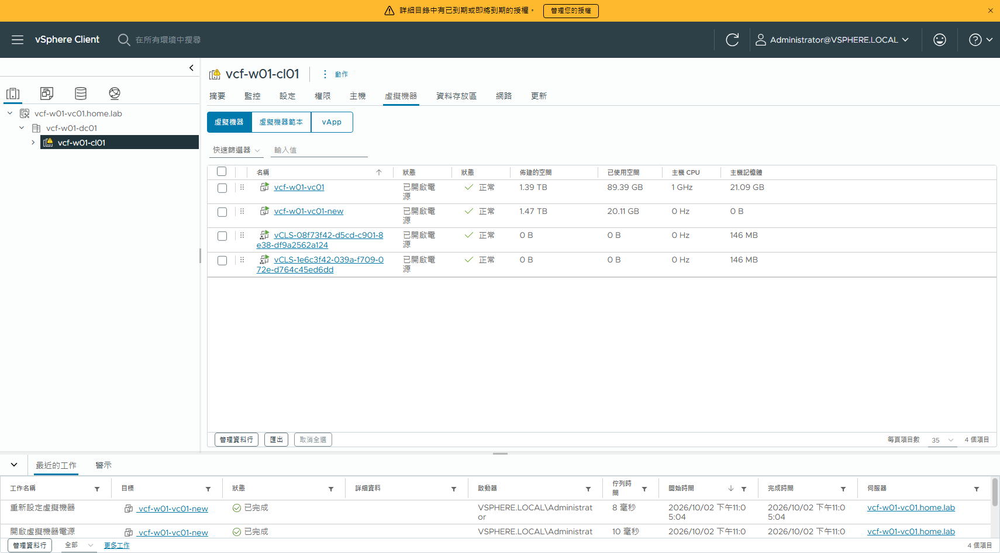 詳細目錄中有已到期或即將到期的授權。 管理您的授權
vSphere Client 在所有環境中搜尋 Administrator@VSPHERE.LOCAL
vcf-w01-vc01.home.lab
vcf-w01-dc01
vcf-w01-cl01
vcf-w01-cl01 動作
摘要 監控 設定 權限 主機 虛擬機器 資料存放區 網路 更新
虛擬機器 虛擬機器範本 vApp
快速篩選器 輸入值
名稱 狀態 狀態 佈建的空間 已使用空間 主機 CPU 主機記憶體
vcf-w01-vc01 已開啟電源 正常 1.39 TB 89.39 GB 1 GHz 21.09 GB
vcf-w01-vc01-new 已開啟電源 正常 1.47 TB 20.11 GB 0 Hz 0 B
vCLS-08f73f42-d5cd-c901-8e38-df9a2562a124 已開啟電源 正常 0 B 0 B 0 Hz 146 MB
vCLS-1e6c3f42-039a-f709-072e-d764c45ed6dd 已開啟電源 正常 0 B 0 B 0 Hz 146 MB
管理資料行 匯出 取消全選 每頁項目數 35 4 個項目
最近的工作 警示
工作名稱 目標 狀態 詳細資料 啟動器 佇列時間 開始時間 完成時間 伺服器
重新設定虛擬機器 vcf-w01-vc01-new 已完成 VSPHERE.LOCAL\Administrator 8 毫秒 2026/10/02 下午11:05:04 2026/10/02 下午11:05:04 vcf-w01-vc01.home.lab
開啟虛擬機器電源 vcf-w01-vc01-new 已完成 VSPHERE.LOCAL\Administrat 10 毫秒 2026/10/02 下午11:0 2026/10/02 下午11:0 vcf-w01-vc01.home.lab
管理資料行 全部 更多工作 4 個項目